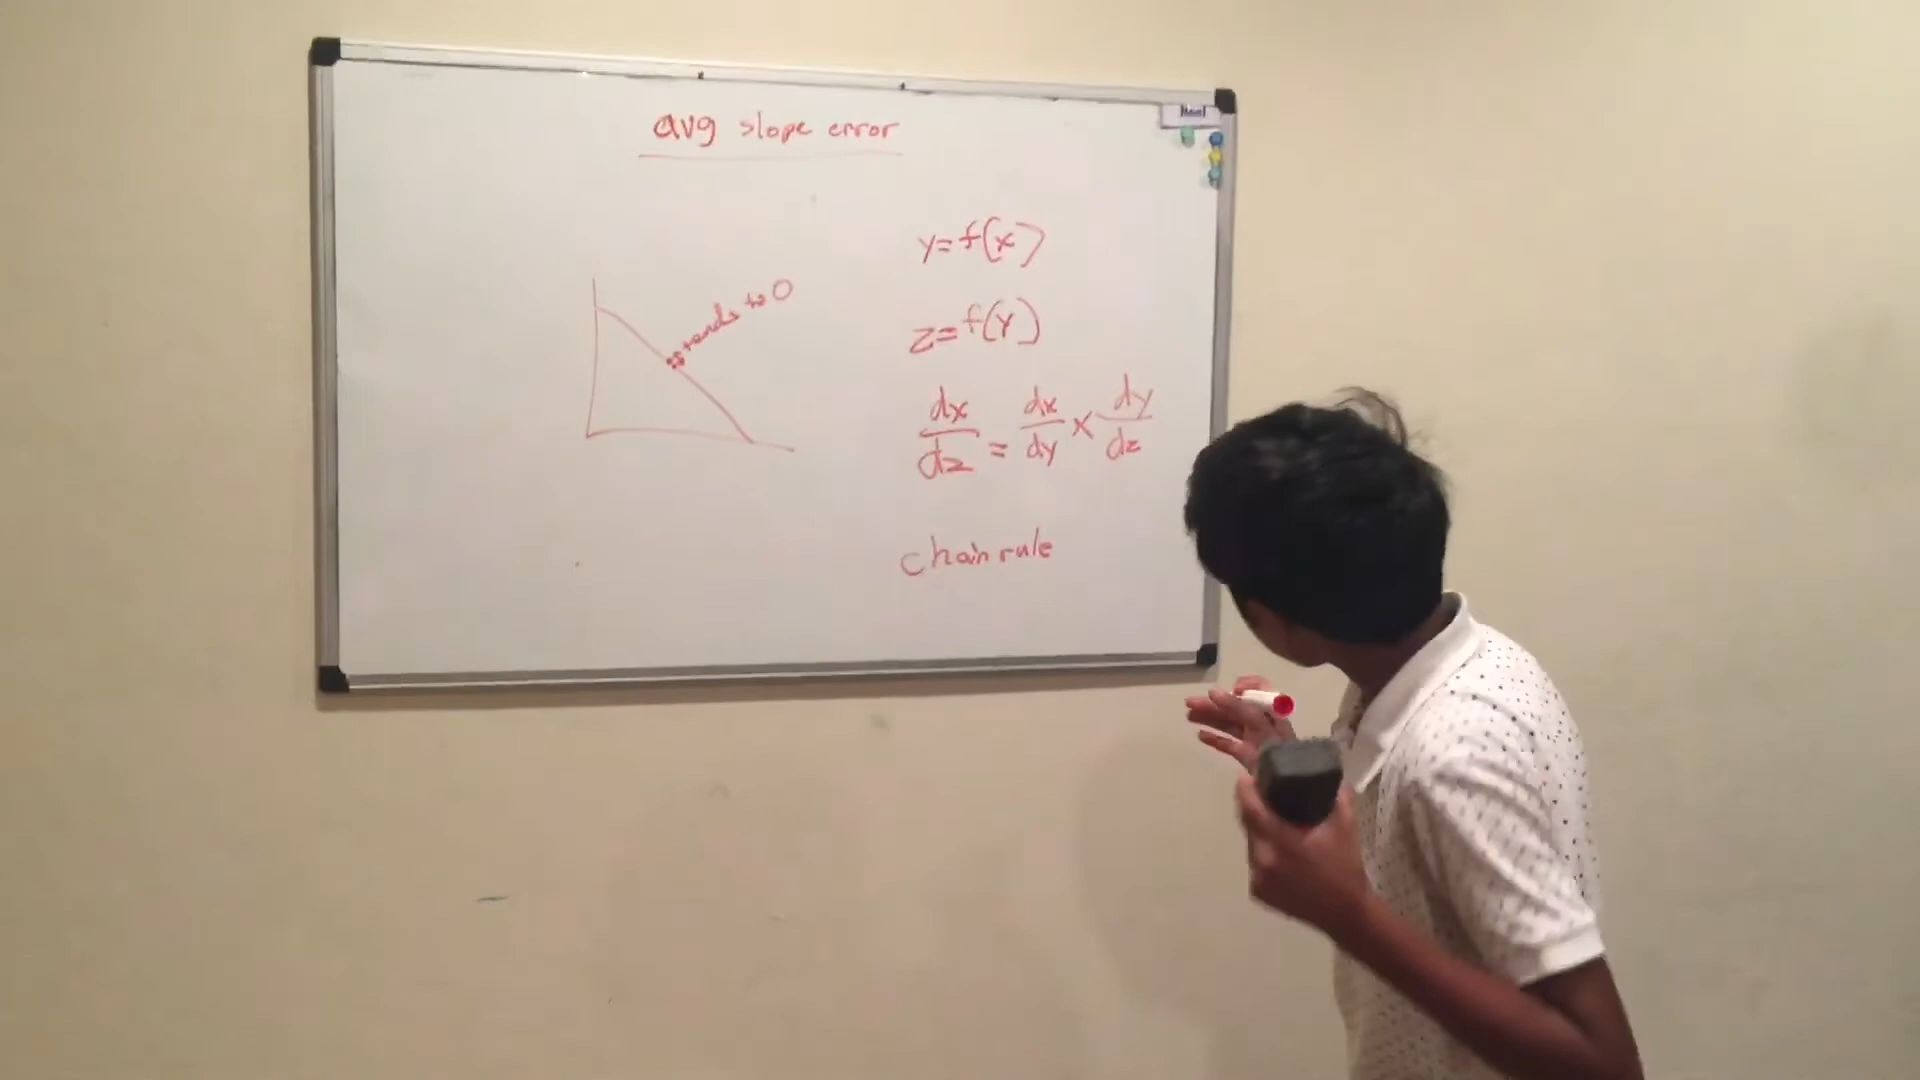 avg slope error
tends to 0
y=f(x)
z=f(y)
dx/dz = dx/dy × dy/dz
chain rule